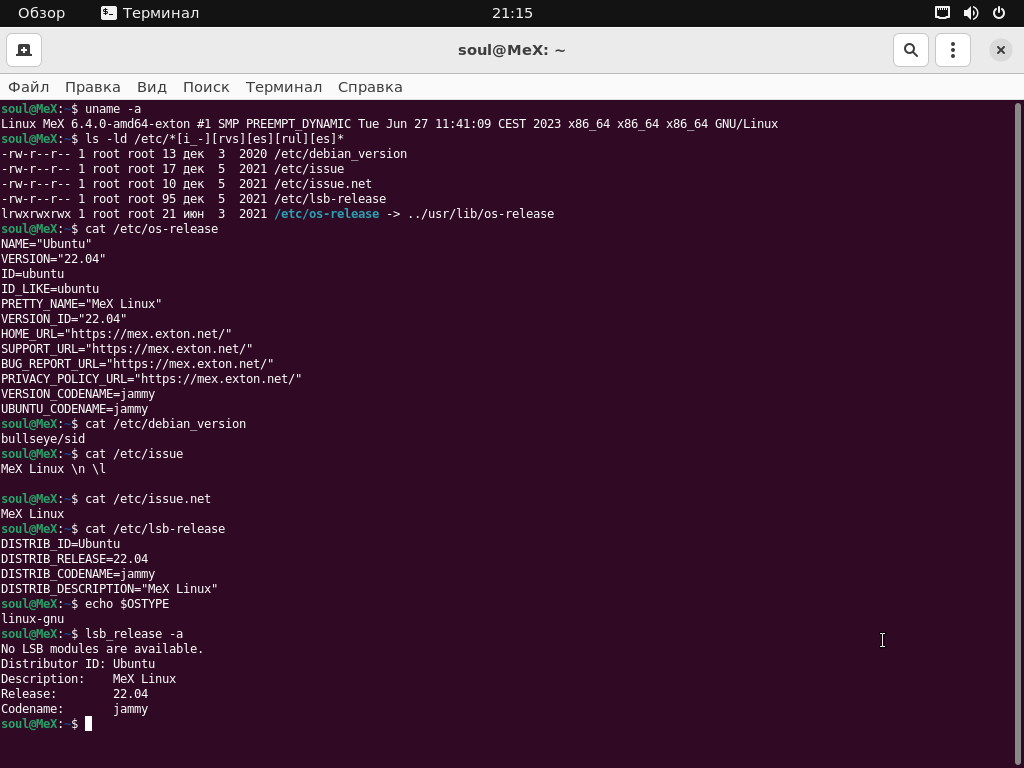 Обзор Терминал 21:15
soul@MeX: ~
Файл Правка Вид Поиск Терминал Справка
soul@MeX:~$ uname -a
Linux MeX 6.4.0-amd64-exton #1 SMP PREEMPT_DYNAMIC Tue Jun 27 11:41:09 CEST 2023 x86_64 x86_64 x86_64 GNU/Linux
soul@MeX:~$ ls -ld /etc/*[i_-][rvs][es][rul][es]*
-rw-r--r-- 1 root root 13 дек  3  2020 /etc/debian_version
-rw-r--r-- 1 root root 17 дек  5  2021 /etc/issue
-rw-r--r-- 1 root root 10 дек  5  2021 /etc/issue.net
-rw-r--r-- 1 root root 95 дек  5  2021 /etc/lsb-release
lrwxrwxrwx 1 root root 21 июн  3  2021 /etc/os-release -> ../usr/lib/os-release
soul@MeX:~$ cat /etc/os-release
NAME="Ubuntu"
VERSION="22.04"
ID=ubuntu
ID_LIKE=ubuntu
PRETTY_NAME="MeX Linux"
VERSION_ID="22.04"
HOME_URL="https://mex.exton.net/"
SUPPORT_URL="https://mex.exton.net/"
BUG_REPORT_URL="https://mex.exton.net/"
PRIVACY_POLICY_URL="https://mex.exton.net/"
VERSION_CODENAME=jammy
UBUNTU_CODENAME=jammy
soul@MeX:~$ cat /etc/debian_version
bullseye/sid
soul@MeX:~$ cat /etc/issue
MeX Linux \n \l
soul@MeX:~$ cat /etc/issue.net
MeX Linux
soul@MeX:~$ cat /etc/lsb-release
DISTRIB_ID=Ubuntu
DISTRIB_RELEASE=22.04
DISTRIB_CODENAME=jammy
DISTRIB_DESCRIPTION="MeX Linux"
soul@MeX:~$ echo $OSTYPE
linux-gnu
soul@MeX:~$ lsb_release -a
No LSB modules are available.
Distributor ID: Ubuntu
Description:    MeX Linux
Release:        22.04
Codename:       jammy
soul@MeX:~$